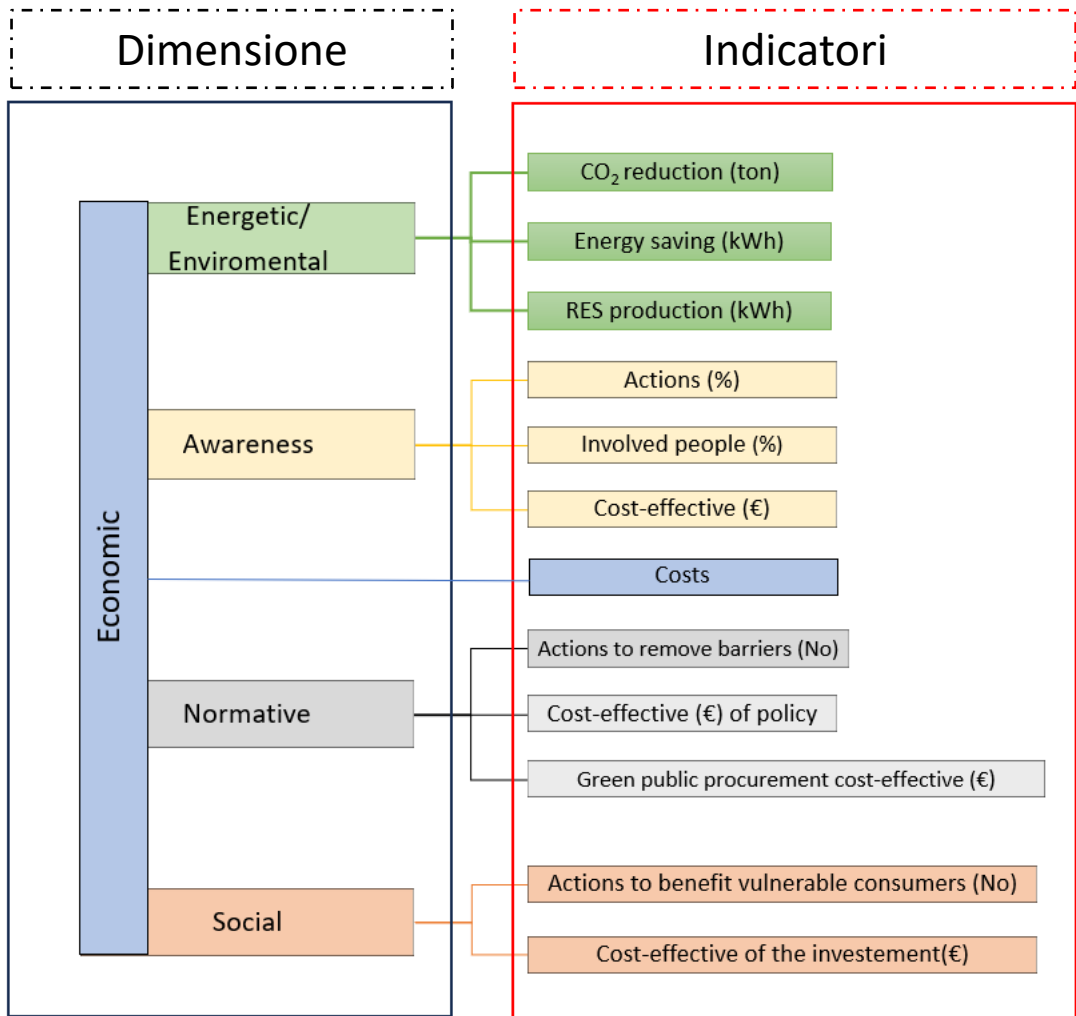 Dimensione
Indicatori
Economic
Energetic/
Enviromental
CO₂ reduction (ton)
Energy saving (kWh)
RES production (kWh)
Awareness
Actions (%)
Involved people (%)
Cost-effective (€)
Costs
Normative
Actions to remove barriers (No)
Cost-effective (€) of policy
Green public procurement cost-effective (€)
Social
Actions to benefit vulnerable consumers (No)
Cost-effective of the investement(€)